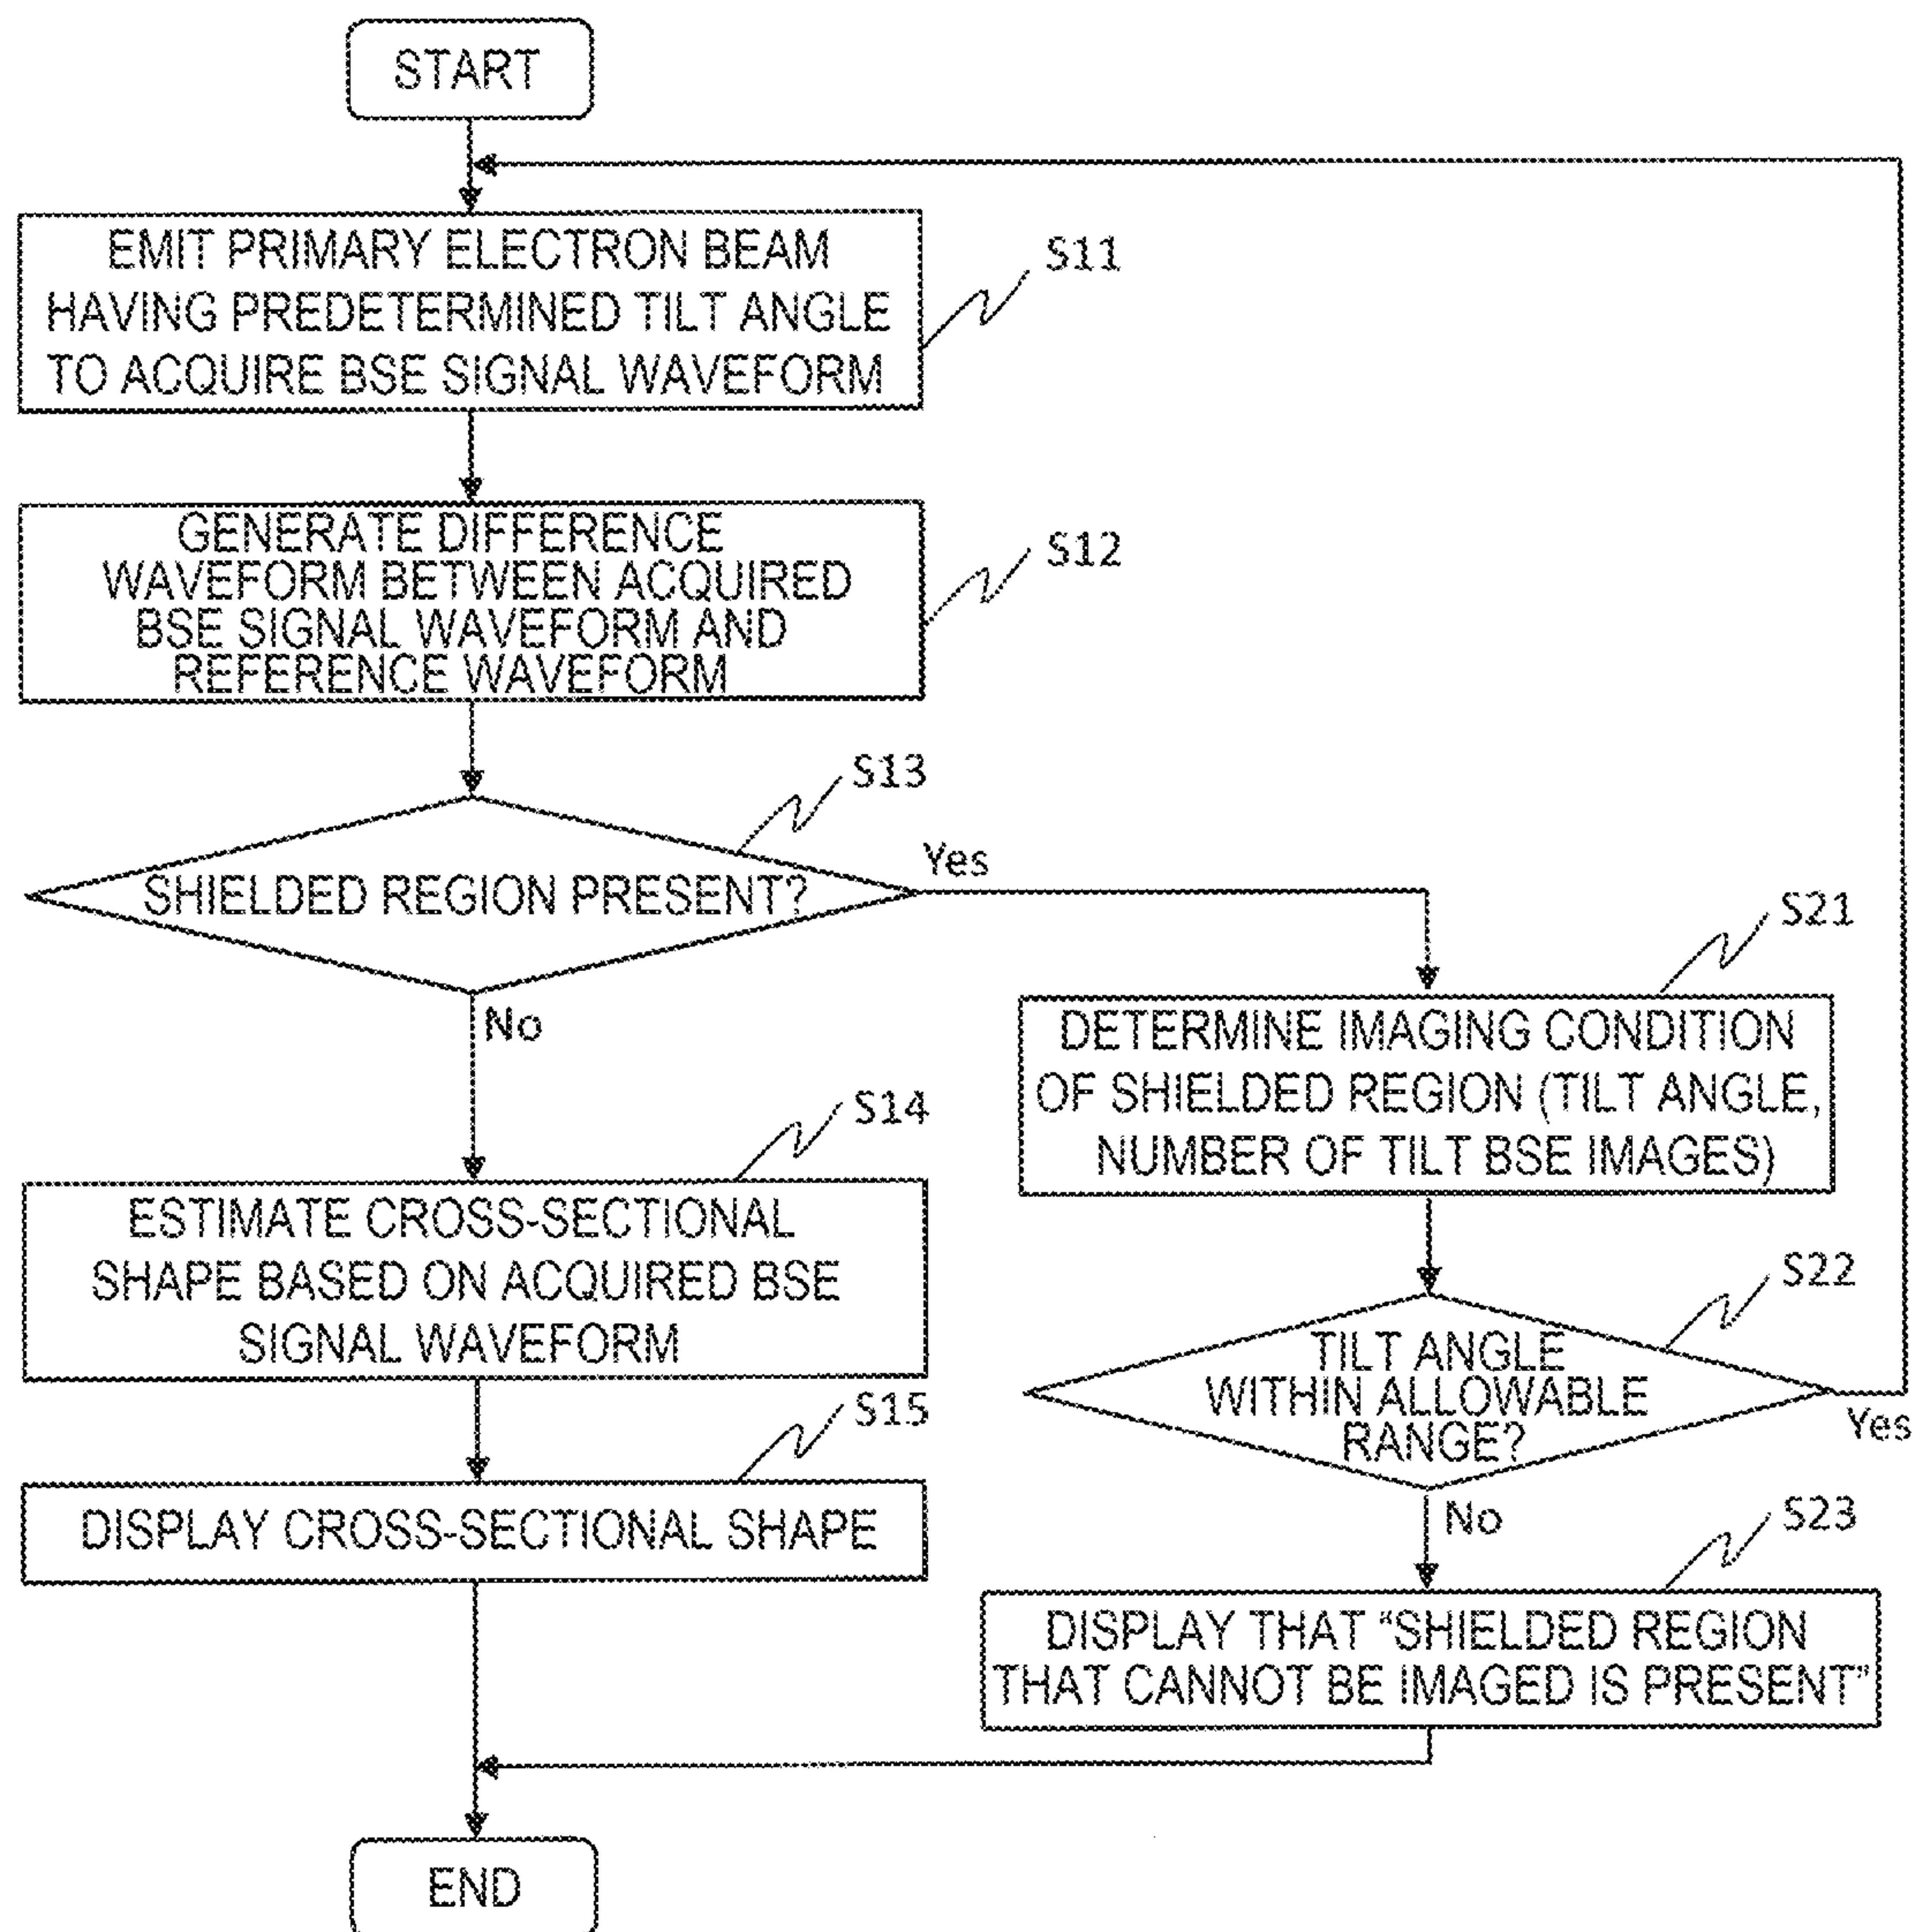 START
EMIT PRIMARY ELECTRON BEAM
HAVING PREDETERMINED TILT ANGLE
TO ACQUIRE BSE SIGNAL WAVEFORM
S11
GENERATE DIFFERENCE
WAVEFORM BETWEEN ACQUIRED
BSE SIGNAL WAVEFORM AND
REFERENCE WAVEFORM
S12
S13
SHIELDED REGION PRESENT?
Yes
No
S21
DETERMINE IMAGING CONDITION
OF SHIELDED REGION (TILT ANGLE,
NUMBER OF TILT BSE IMAGES)
S14
ESTIMATE CROSS-SECTIONAL
SHAPE BASED ON ACQUIRED BSE
SIGNAL WAVEFORM
S22
TILT ANGLE
WITHIN ALLOWABLE
RANGE?
Yes
No
S15
DISPLAY CROSS-SECTIONAL SHAPE
S23
DISPLAY THAT “SHIELDED REGION
THAT CANNOT BE IMAGED IS PRESENT”
END